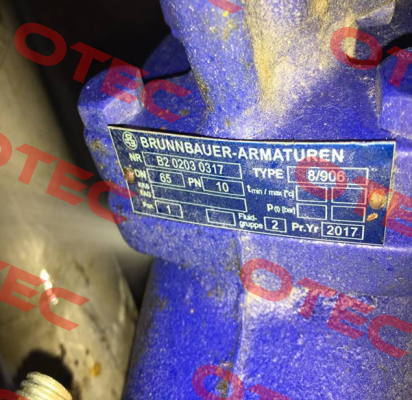 OTEC
BRUNNBAUER-ARMATUREN
NR B2 0203 0317 TYPE 8/906
DN 65 PN 10 t min / max [°C]
p (t) [bar]
1 Fluid-gruppe 2 Pr.Yr 2017
OTEC
OTEC
OTEC
OTEC
OTEC
OTEC